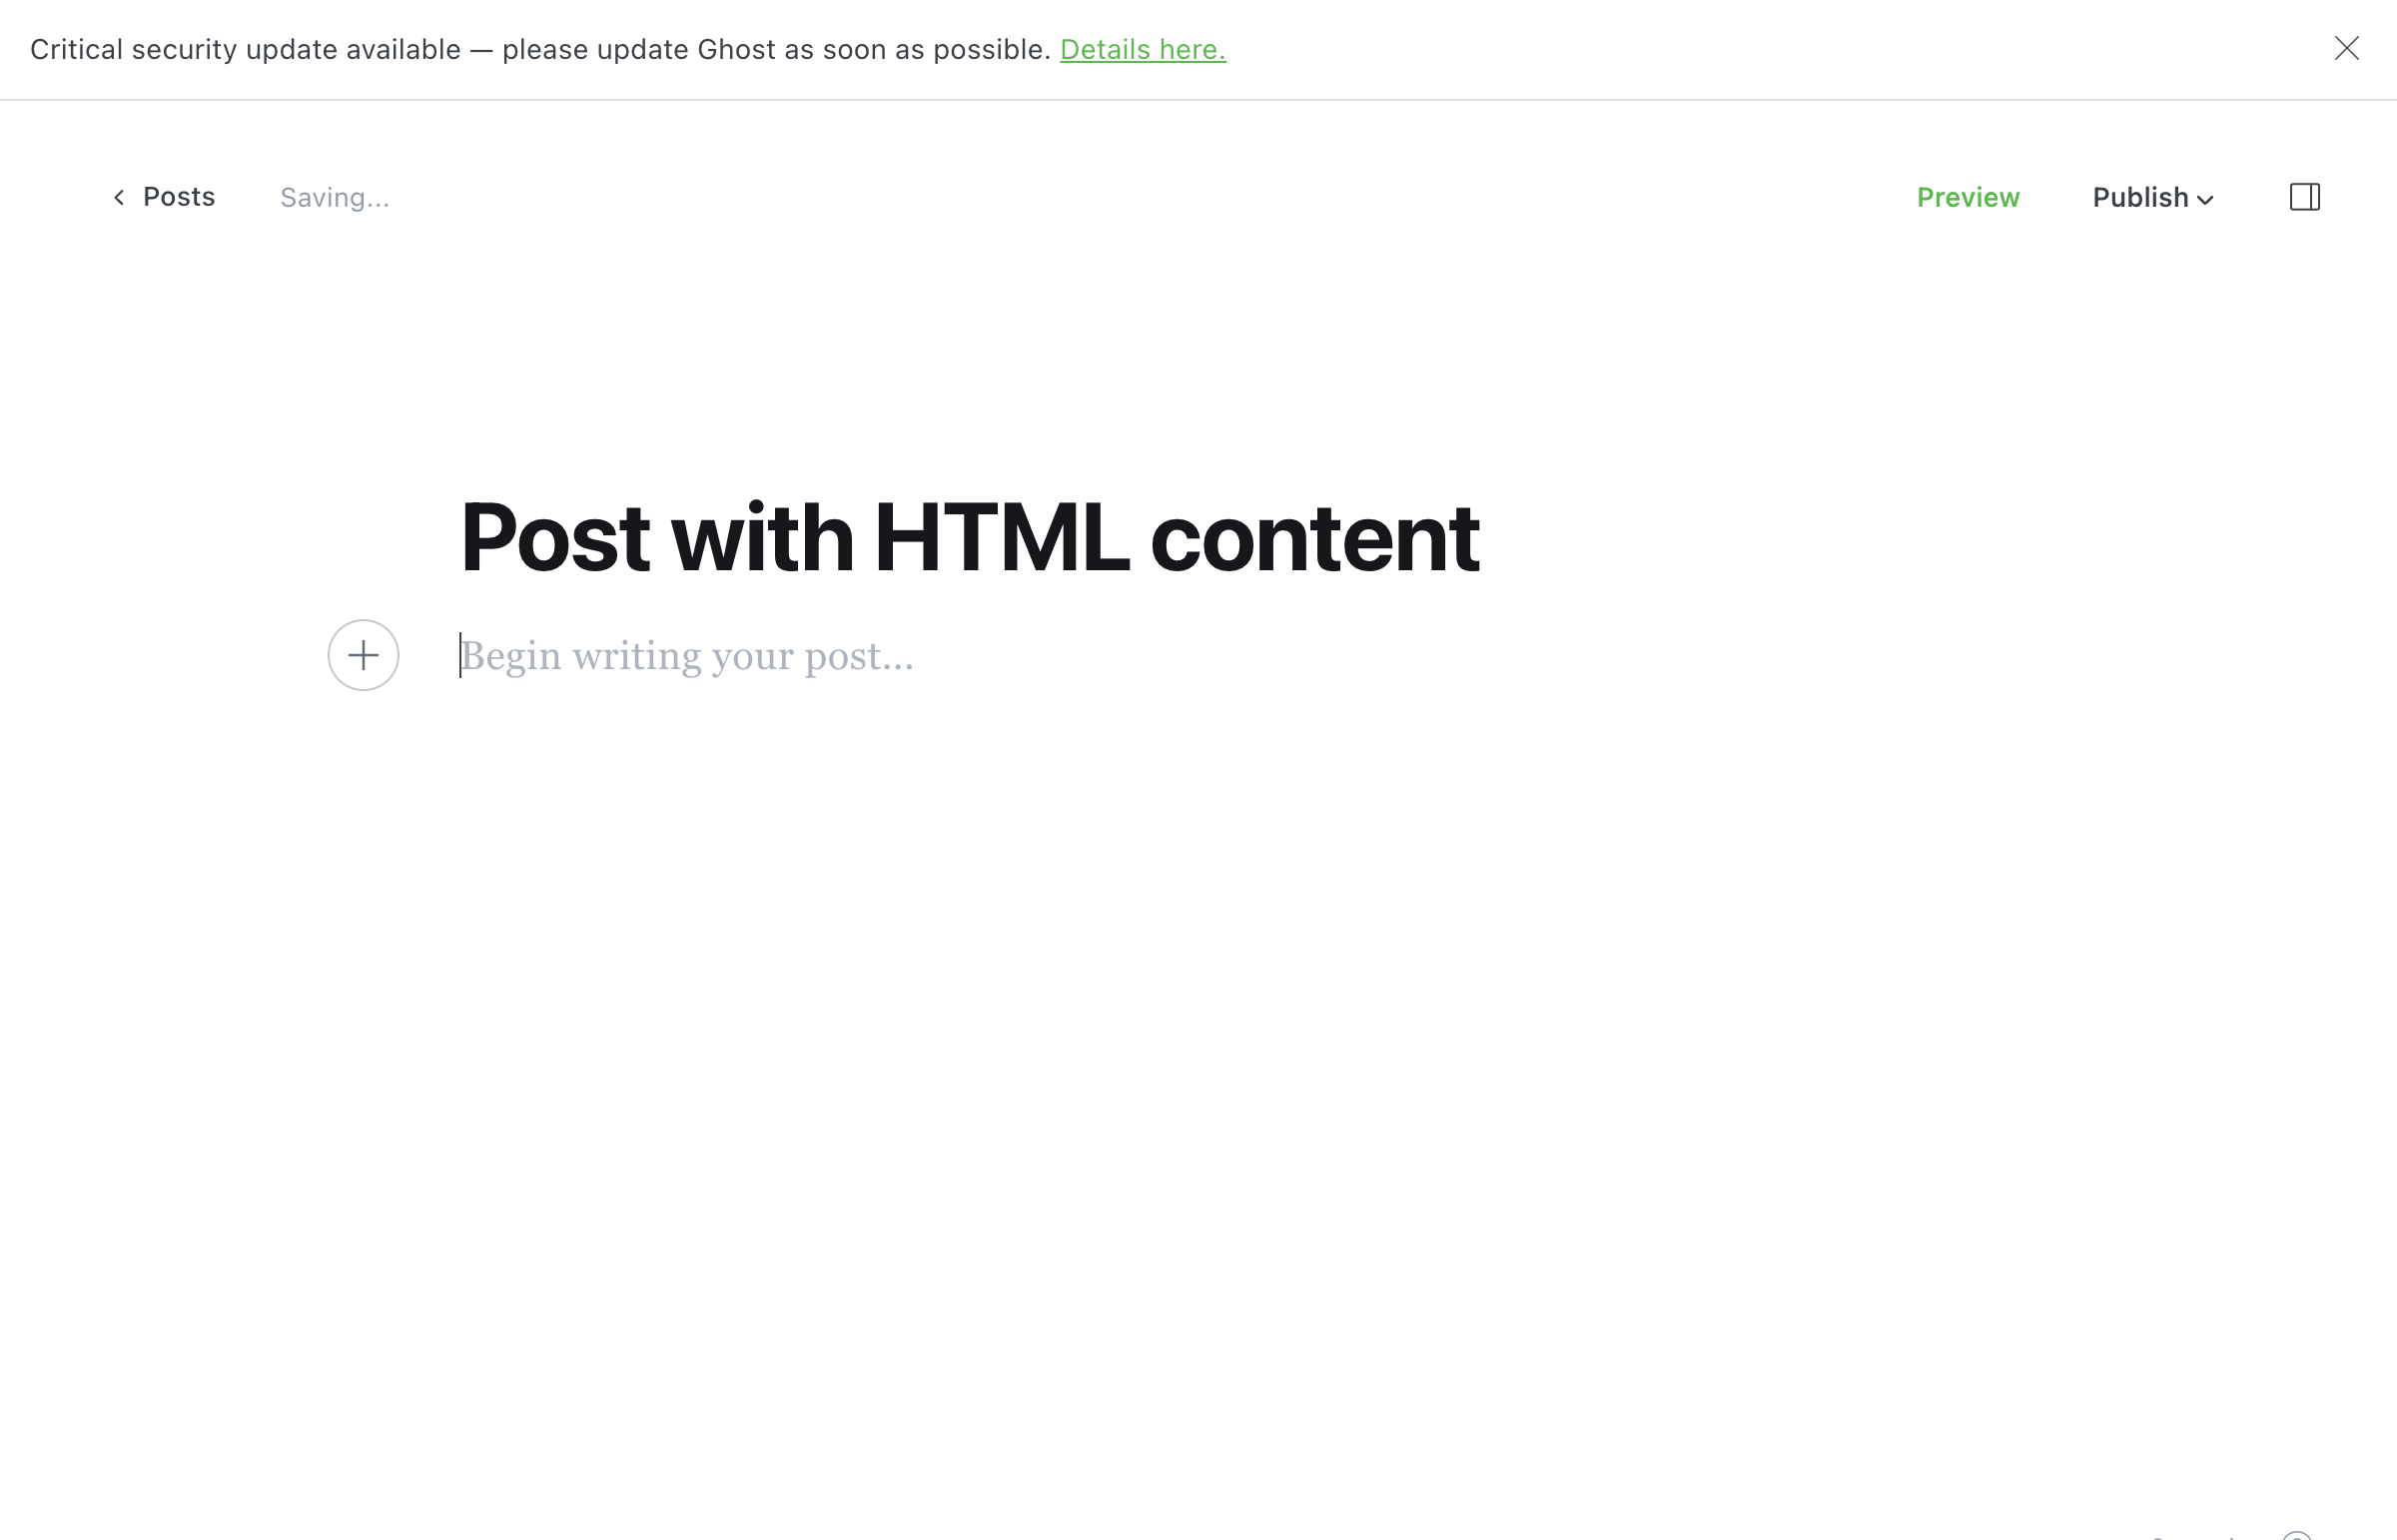 Critical security update available — please update Ghost as soon as possible. Details here.
Posts
Saving...
Preview
Publish
Post with HTML content
Begin writing your post...